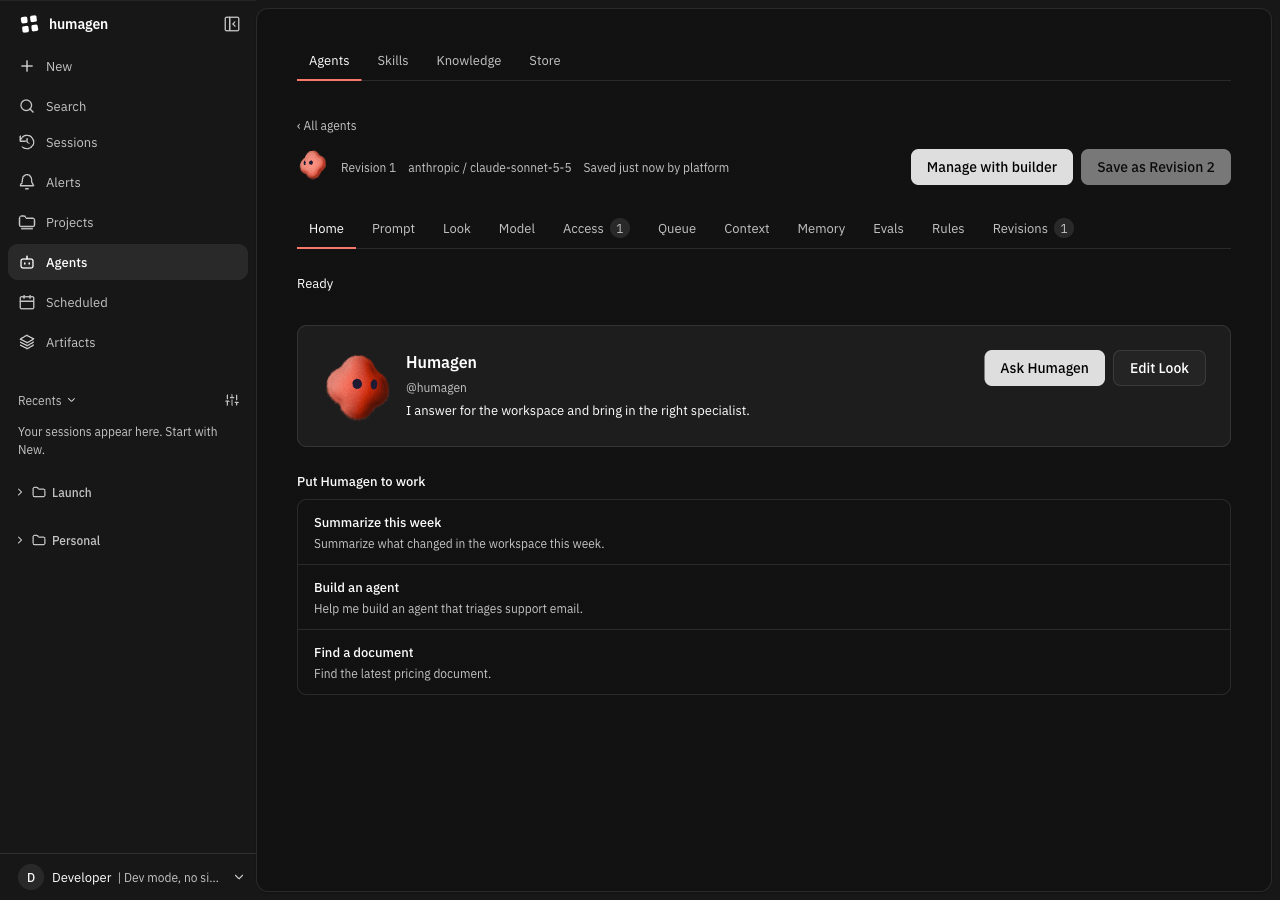 humagen
New
Search
Sessions
Alerts
Projects
Agents
Scheduled
Artifacts
Recents
Your sessions appear here. Start with
New.
Launch
Personal
D Developer | Dev mode, no si...
Agents Skills Knowledge Store
‹ All agents
Revision 1 anthropic / claude-sonnet-5-5 Saved just now by platform Manage with builder Save as Revision 2
Home Prompt Look Model Access 1 Queue Context Memory Evals Rules Revisions 1
Ready
Humagen
@humagen
I answer for the workspace and bring in the right specialist.
Ask Humagen Edit Look
Put Humagen to work
Summarize this week
Summarize what changed in the workspace this week.
Build an agent
Help me build an agent that triages support email.
Find a document
Find the latest pricing document.